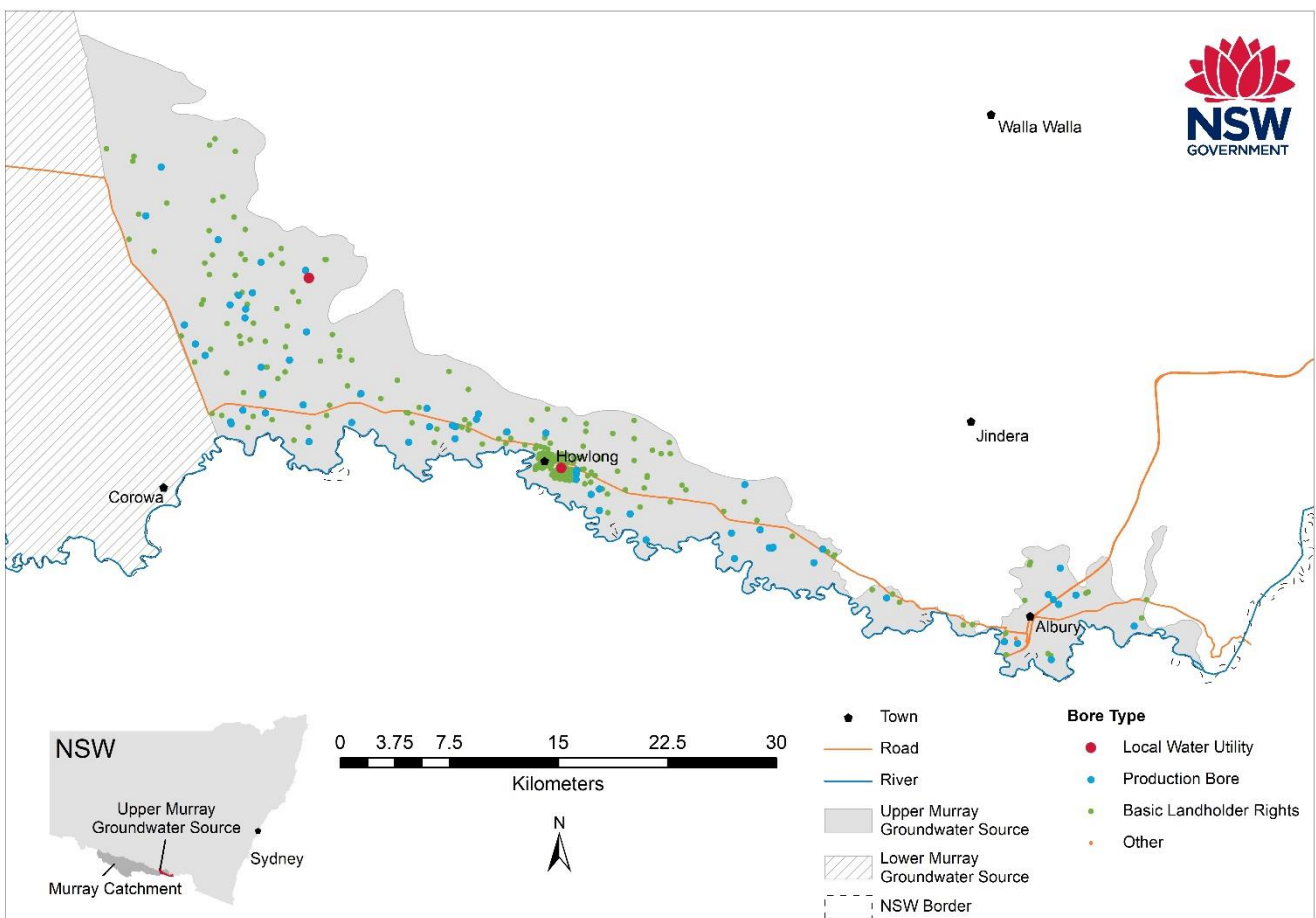 Walla Walla
NSW
GOVERNMENT
Jindera
Howlong
Corowa
Albury
NSW
Upper Murray
Groundwater Source
Sydney
Murray Catchment
0 3.75 7.5 15 22.5 30
Kilometers
N
Town
Road
River
Upper Murray
Groundwater Source
Lower Murray
Groundwater Source
NSW Border
Bore Type
Local Water Utility
Production Bore
Basic Landholder Rights
Other